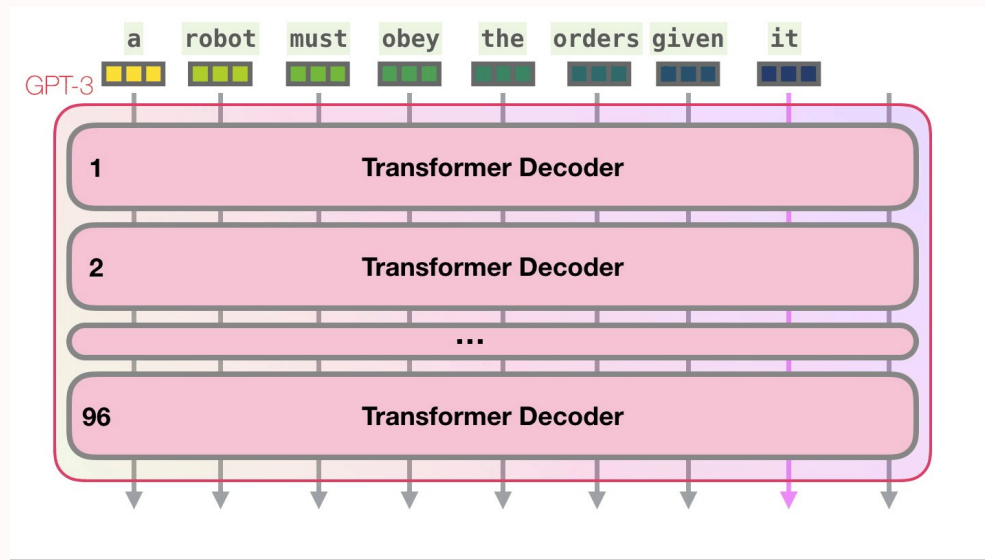 a robot must obey the orders given it
GPT-3
1 Transformer Decoder
2 Transformer Decoder
...
96 Transformer Decoder